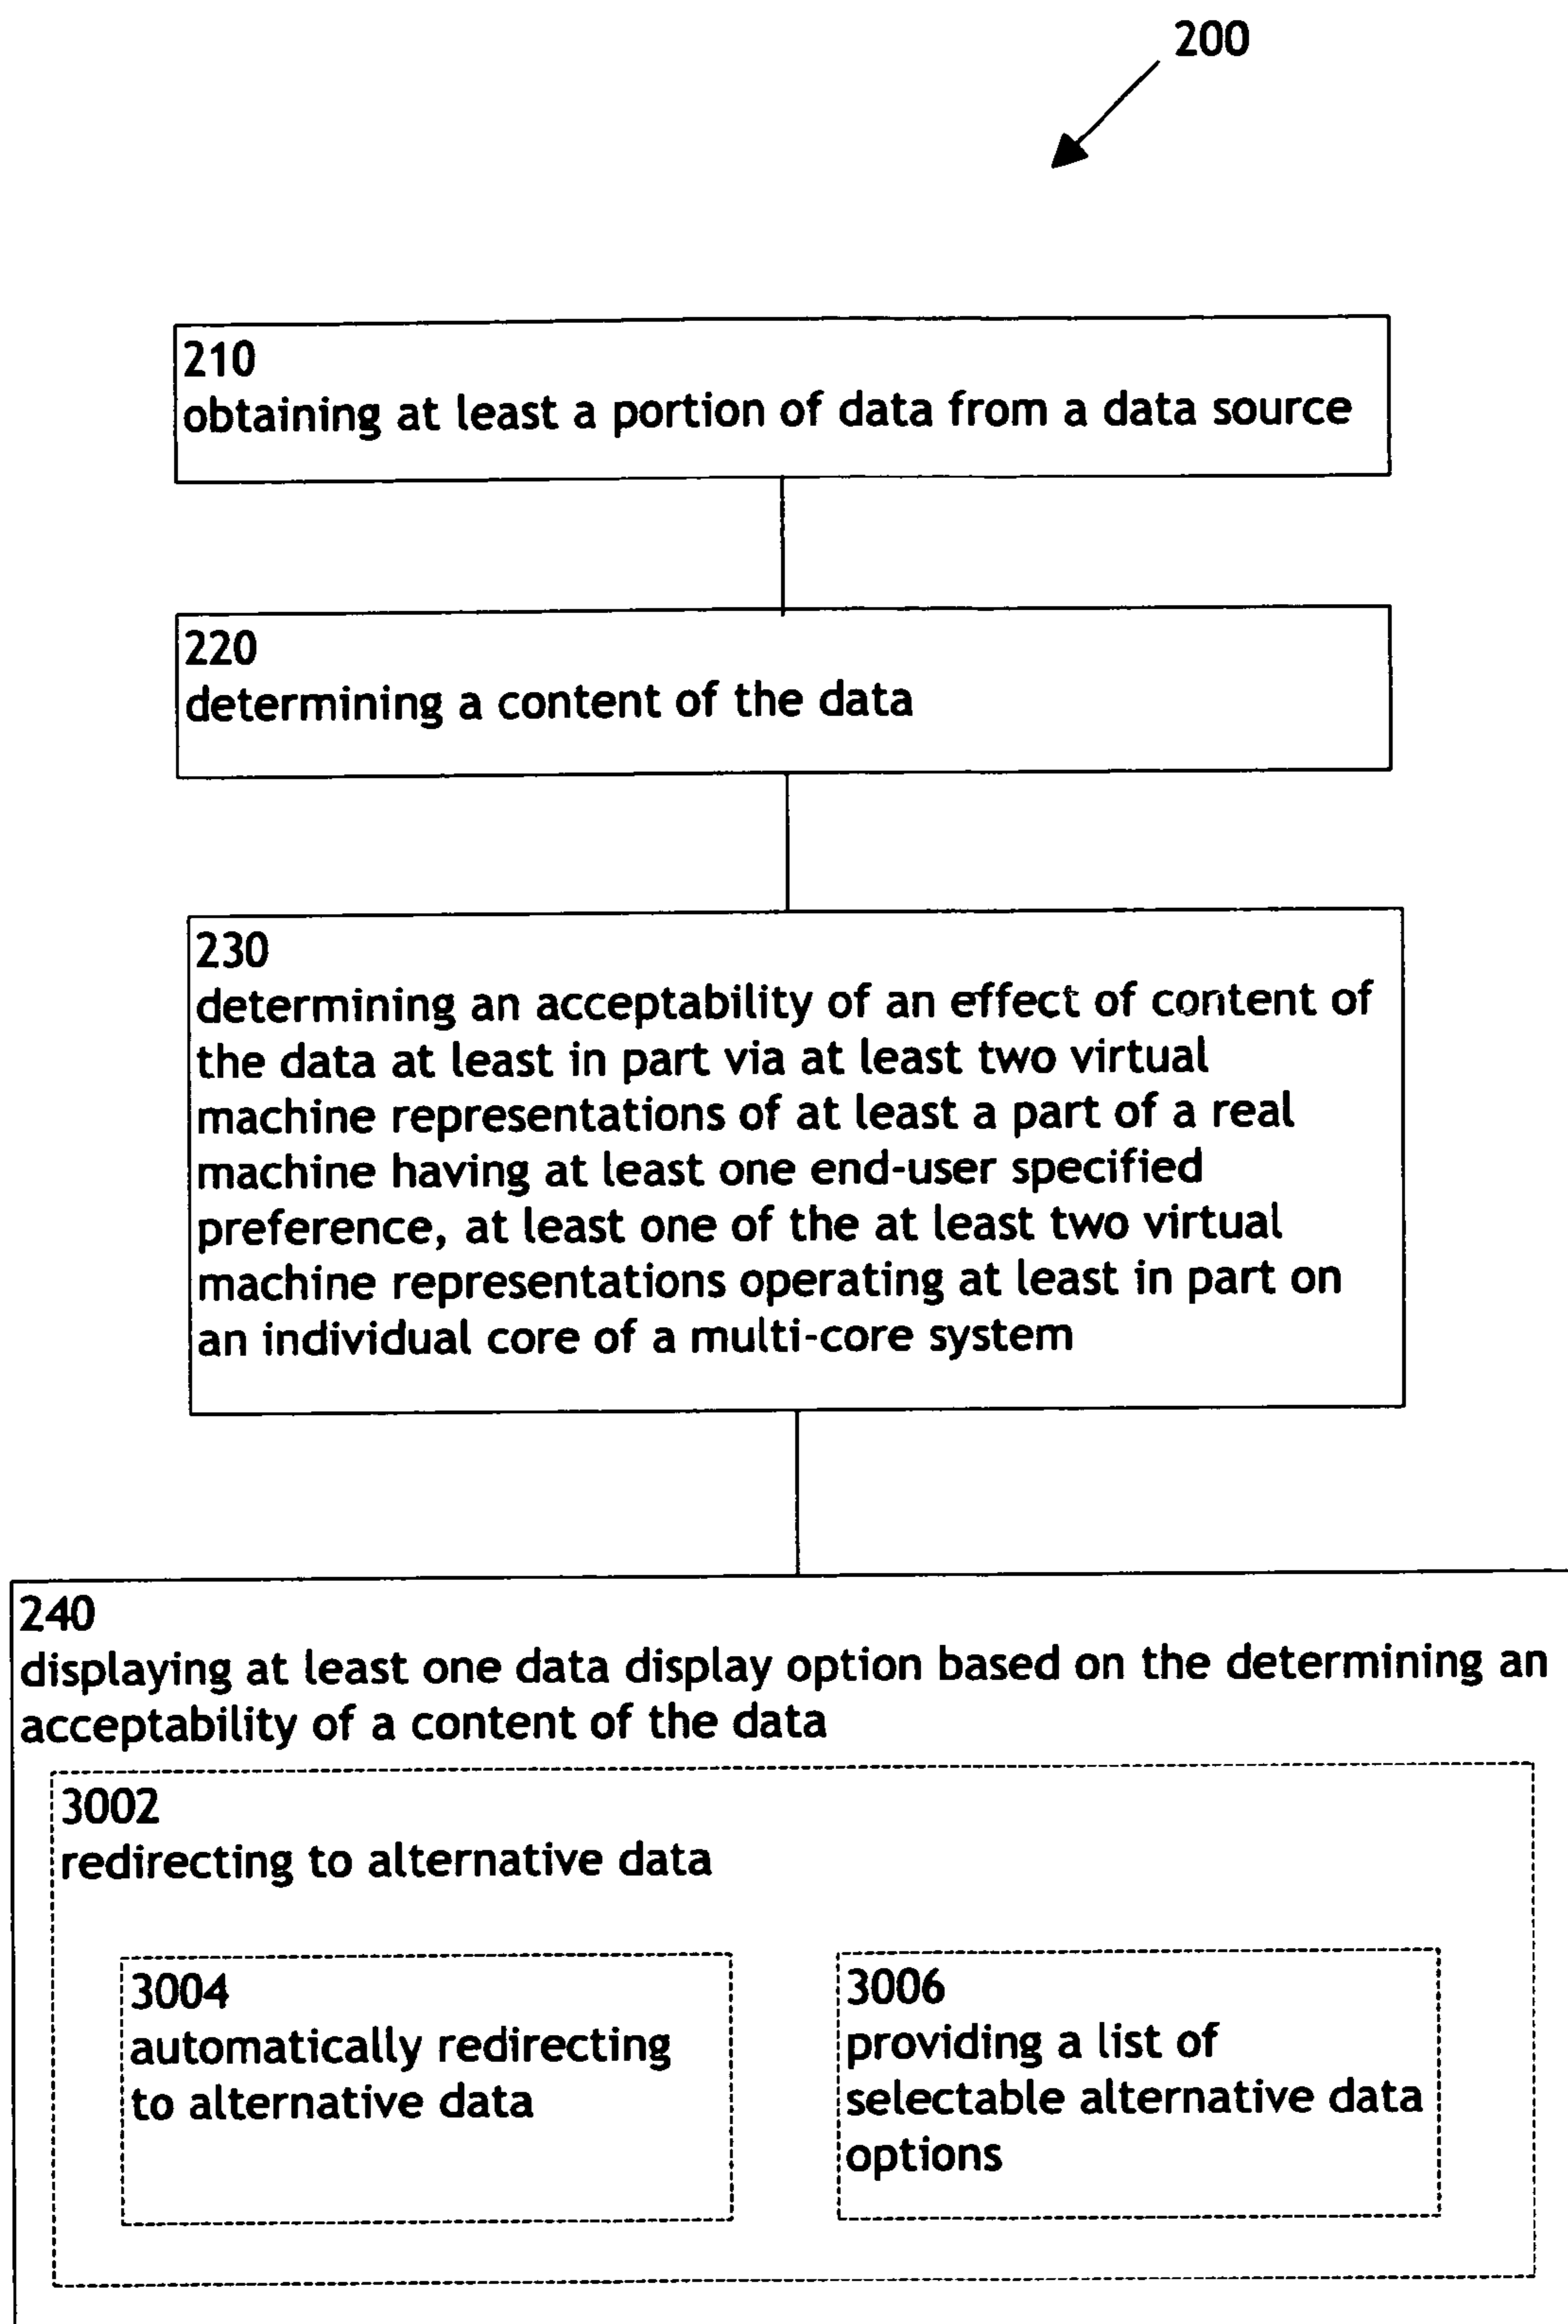 200
210
obtaining at least a portion of data from a data source
220
determining a content of the data
230
determining an acceptability of an effect of content of
the data at least in part via at least two virtual
machine representations of at least a part of a real
machine having at least one end-user specified
preference, at least one of the at least two virtual
machine representations operating at least in part on
an individual core of a multi-core system
240
displaying at least one data display option based on the determining an
acceptability of a content of the data
3002
redirecting to alternative data
3004
automatically redirecting
to alternative data
3006
providing a list of
selectable alternative data
options